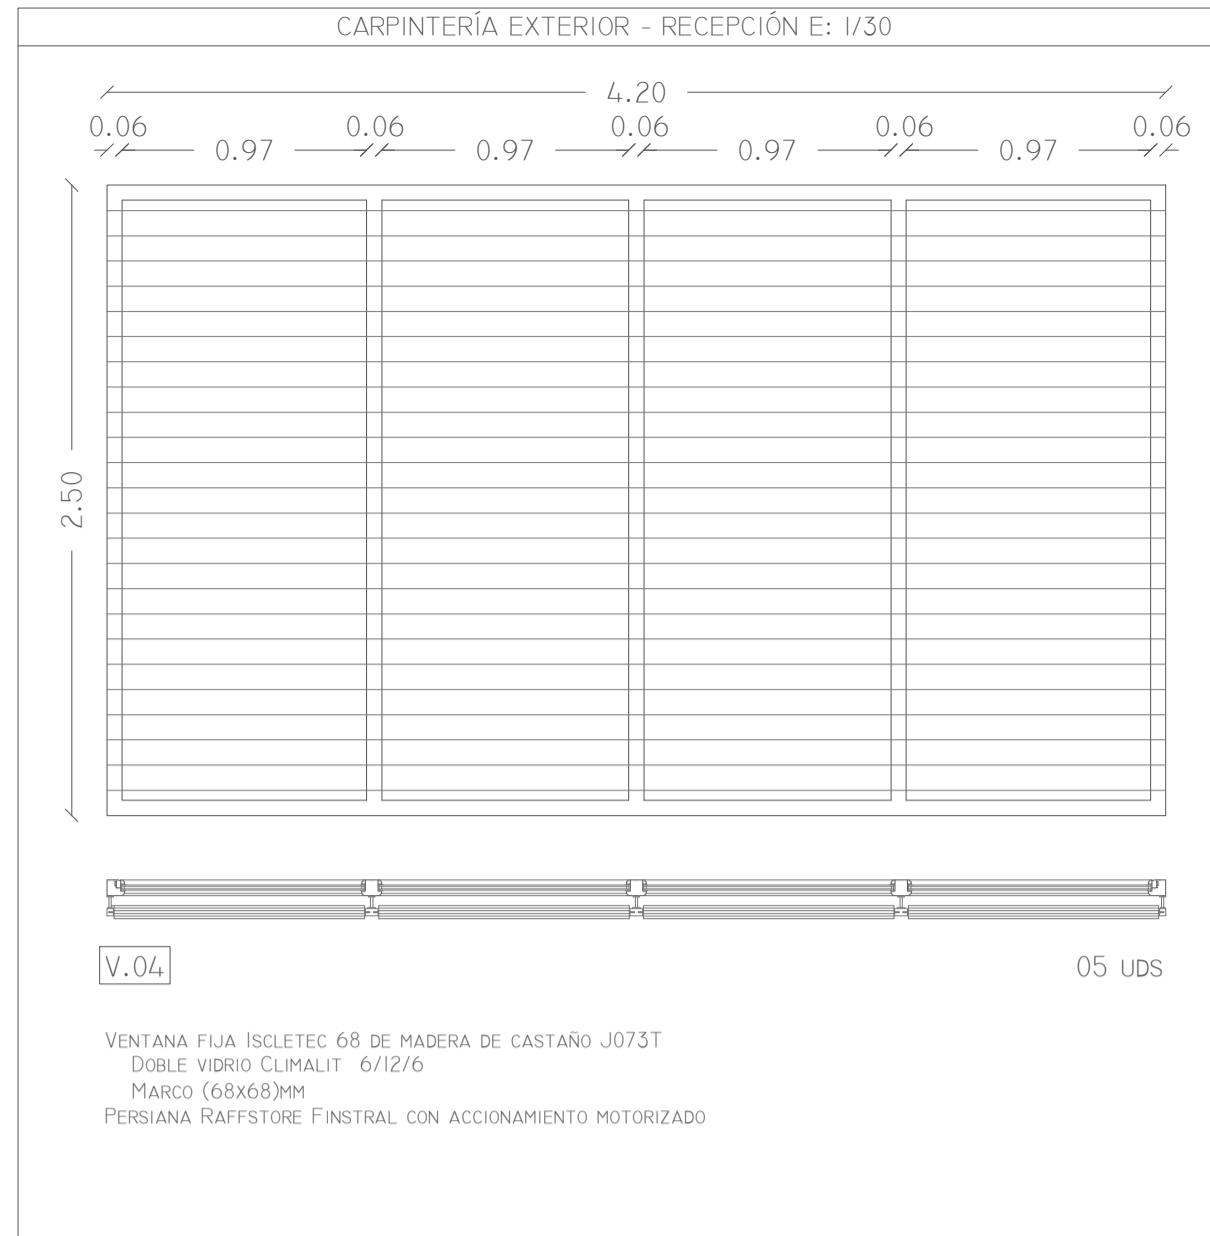 CARPINTERÍA EXTERIOR - RECEPCIÓN E: 1/30
4.20
0.06 0.06 0.06 0.06 0.06
0.97 0.97 0.97 0.97
2.50
V.04
05 UDS
VENTANA FIJA ISCLETEC 68 DE MADERA DE CASTAÑO J073T
DOBLE VIDRIO CLIMALIT 6/12/6
MARCO (68X68)MM
PERSIANA RAFFSTORE FINSTRAL CON ACCIONAMIENTO MOTORIZADO